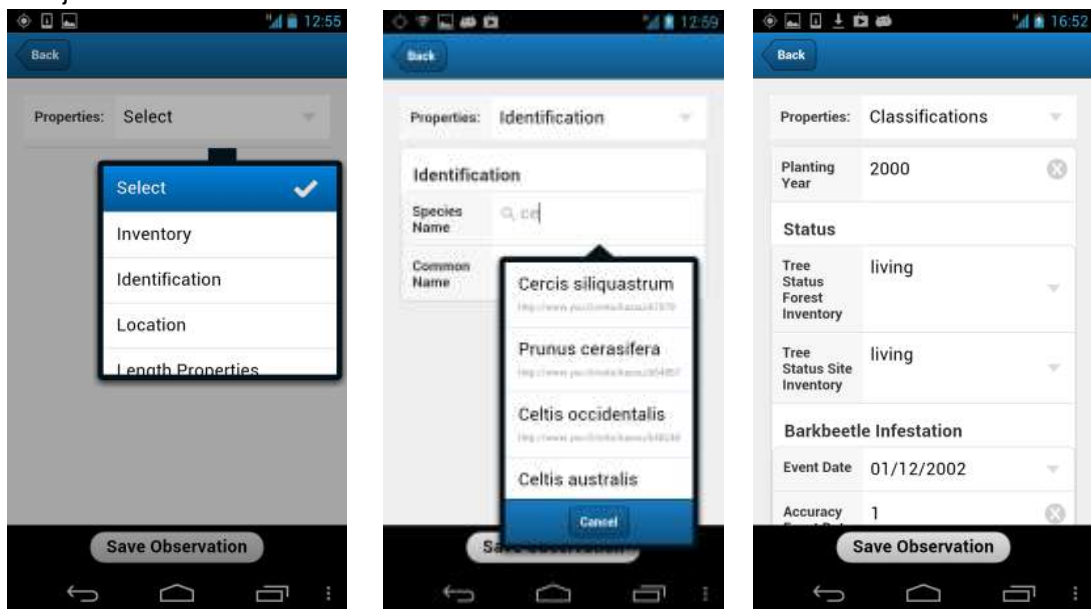 12:55
Back
Properties: Select
Select
Inventory
Identification
Location
Length Properties
Save Observation
12:59
Back
Properties: Identification
Identification
Species
Name
ce
Common
Name
Cercis siliquastrum
Prunus cerasifera
Celtis occidentalis
Celtis australis
Cancel
Save Observation
16:52
Back
Properties: Classifications
Planting
Year
2000
Status
Tree
Status
Forest
Inventory
living
Tree
Status Site
Inventory
living
Barkbeetle Infestation
Event Date 01/12/2002
Accuracy
1
Save Observation